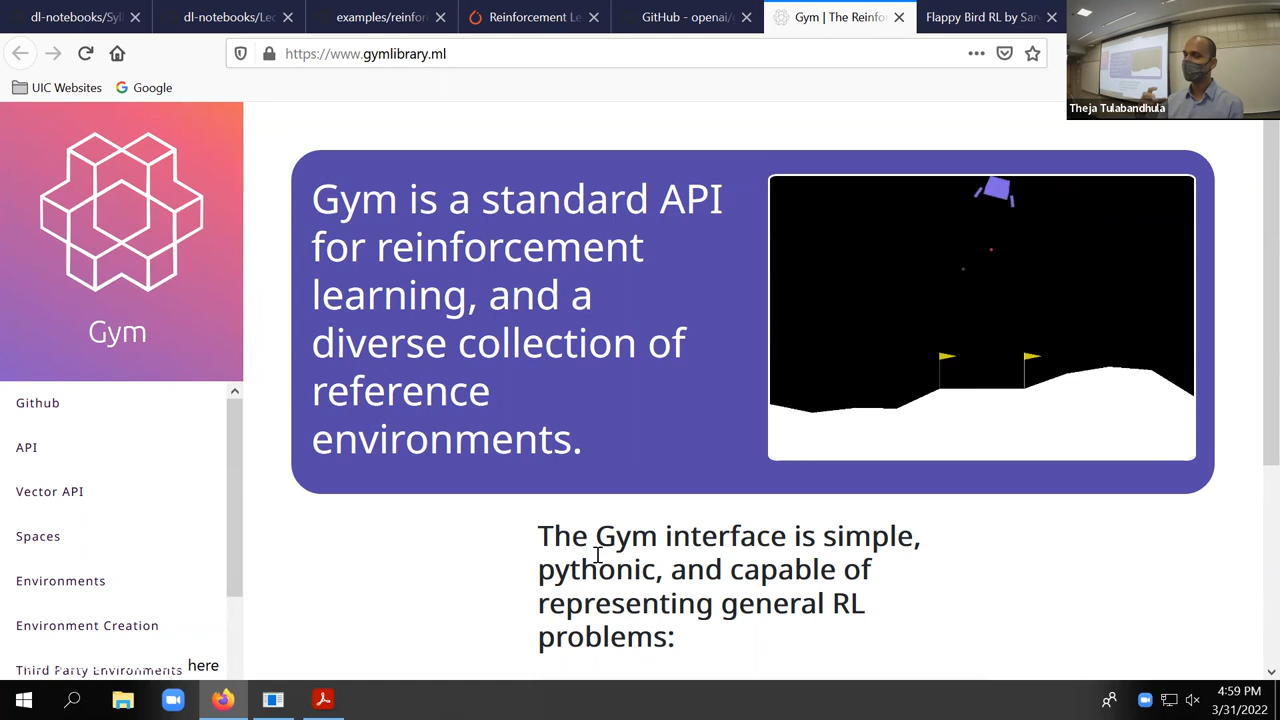 dl-notebooks/Syl
dl-notebooks/Lec
examples/reinfor
Reinforcement Le
GitHub - openai/
Gym | The Reinfo
Flappy Bird RL by Sar
https://www.gymlibrary.ml
UIC Websites
Google
Theja Tulabandhula
Gym
Github
API
Vector API
Spaces
Environments
Environment Creation
Third Party Environments
here
Gym is a standard API
for reinforcement
learning, and a
diverse collection of
reference
environments.
The Gym interface is simple,
pythonic, and capable of
representing general RL
problems:
4:59 PM
3/31/2022